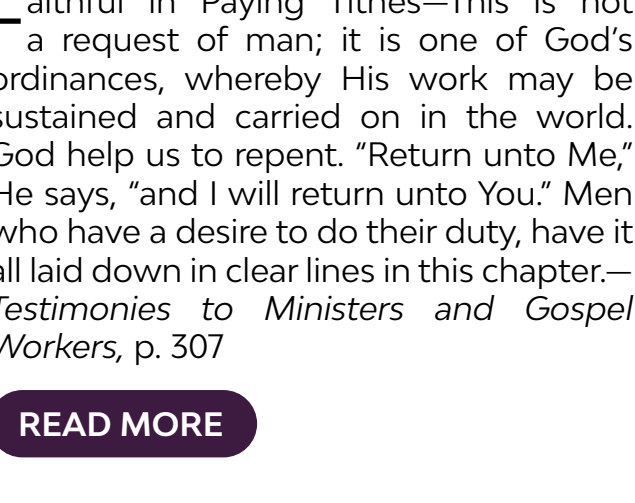 aithful in Paying Tithes—This is not
a request of man; it is one of God’s
ordinances, whereby His work may be
sustained and carried on in the world.
God help us to repent. “Return unto Me,”
He says, “and I will return unto You.” Men
who have a desire to do their duty, have it
all laid down in clear lines in this chapter.—
Testimonies to Ministers and Gospel
Workers, p. 307
READ MORE